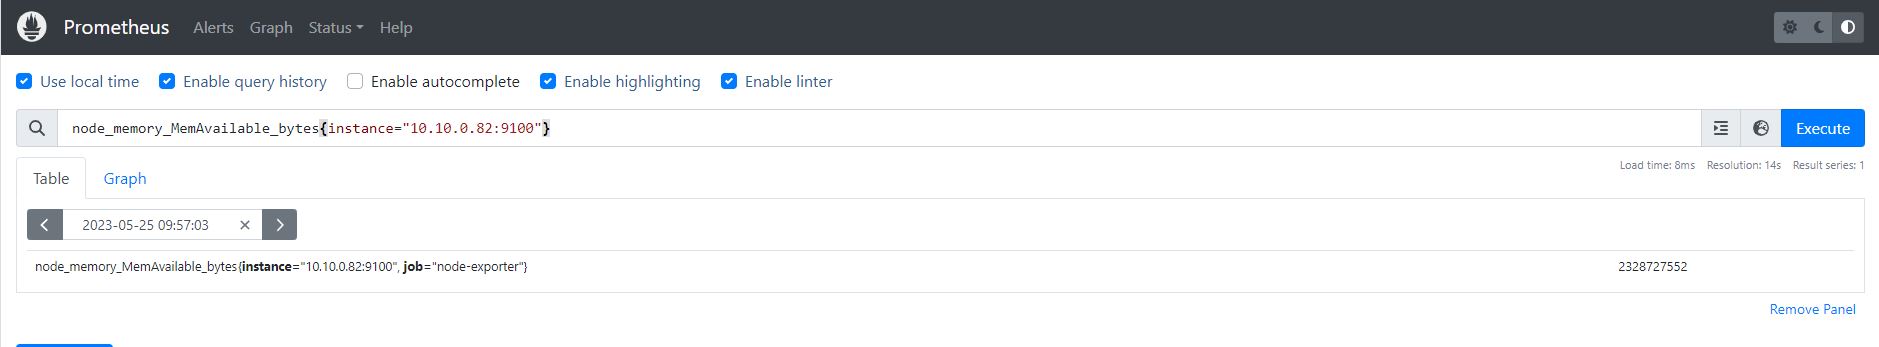 Prometheus Alerts Graph Status Help
Use local time Enable query history Enable autocomplete Enable highlighting Enable linter
node_memory_MemAvailable_bytes{instance="10.10.0.82:9100"} Execute
Load time: 8ms Resolution: 14s Result series: 1
Table Graph
2023-05-25 09:57:03
node_memory_MemAvailable_bytes{instance="10.10.0.82:9100", job="node-exporter"} 2328727552
Remove Panel